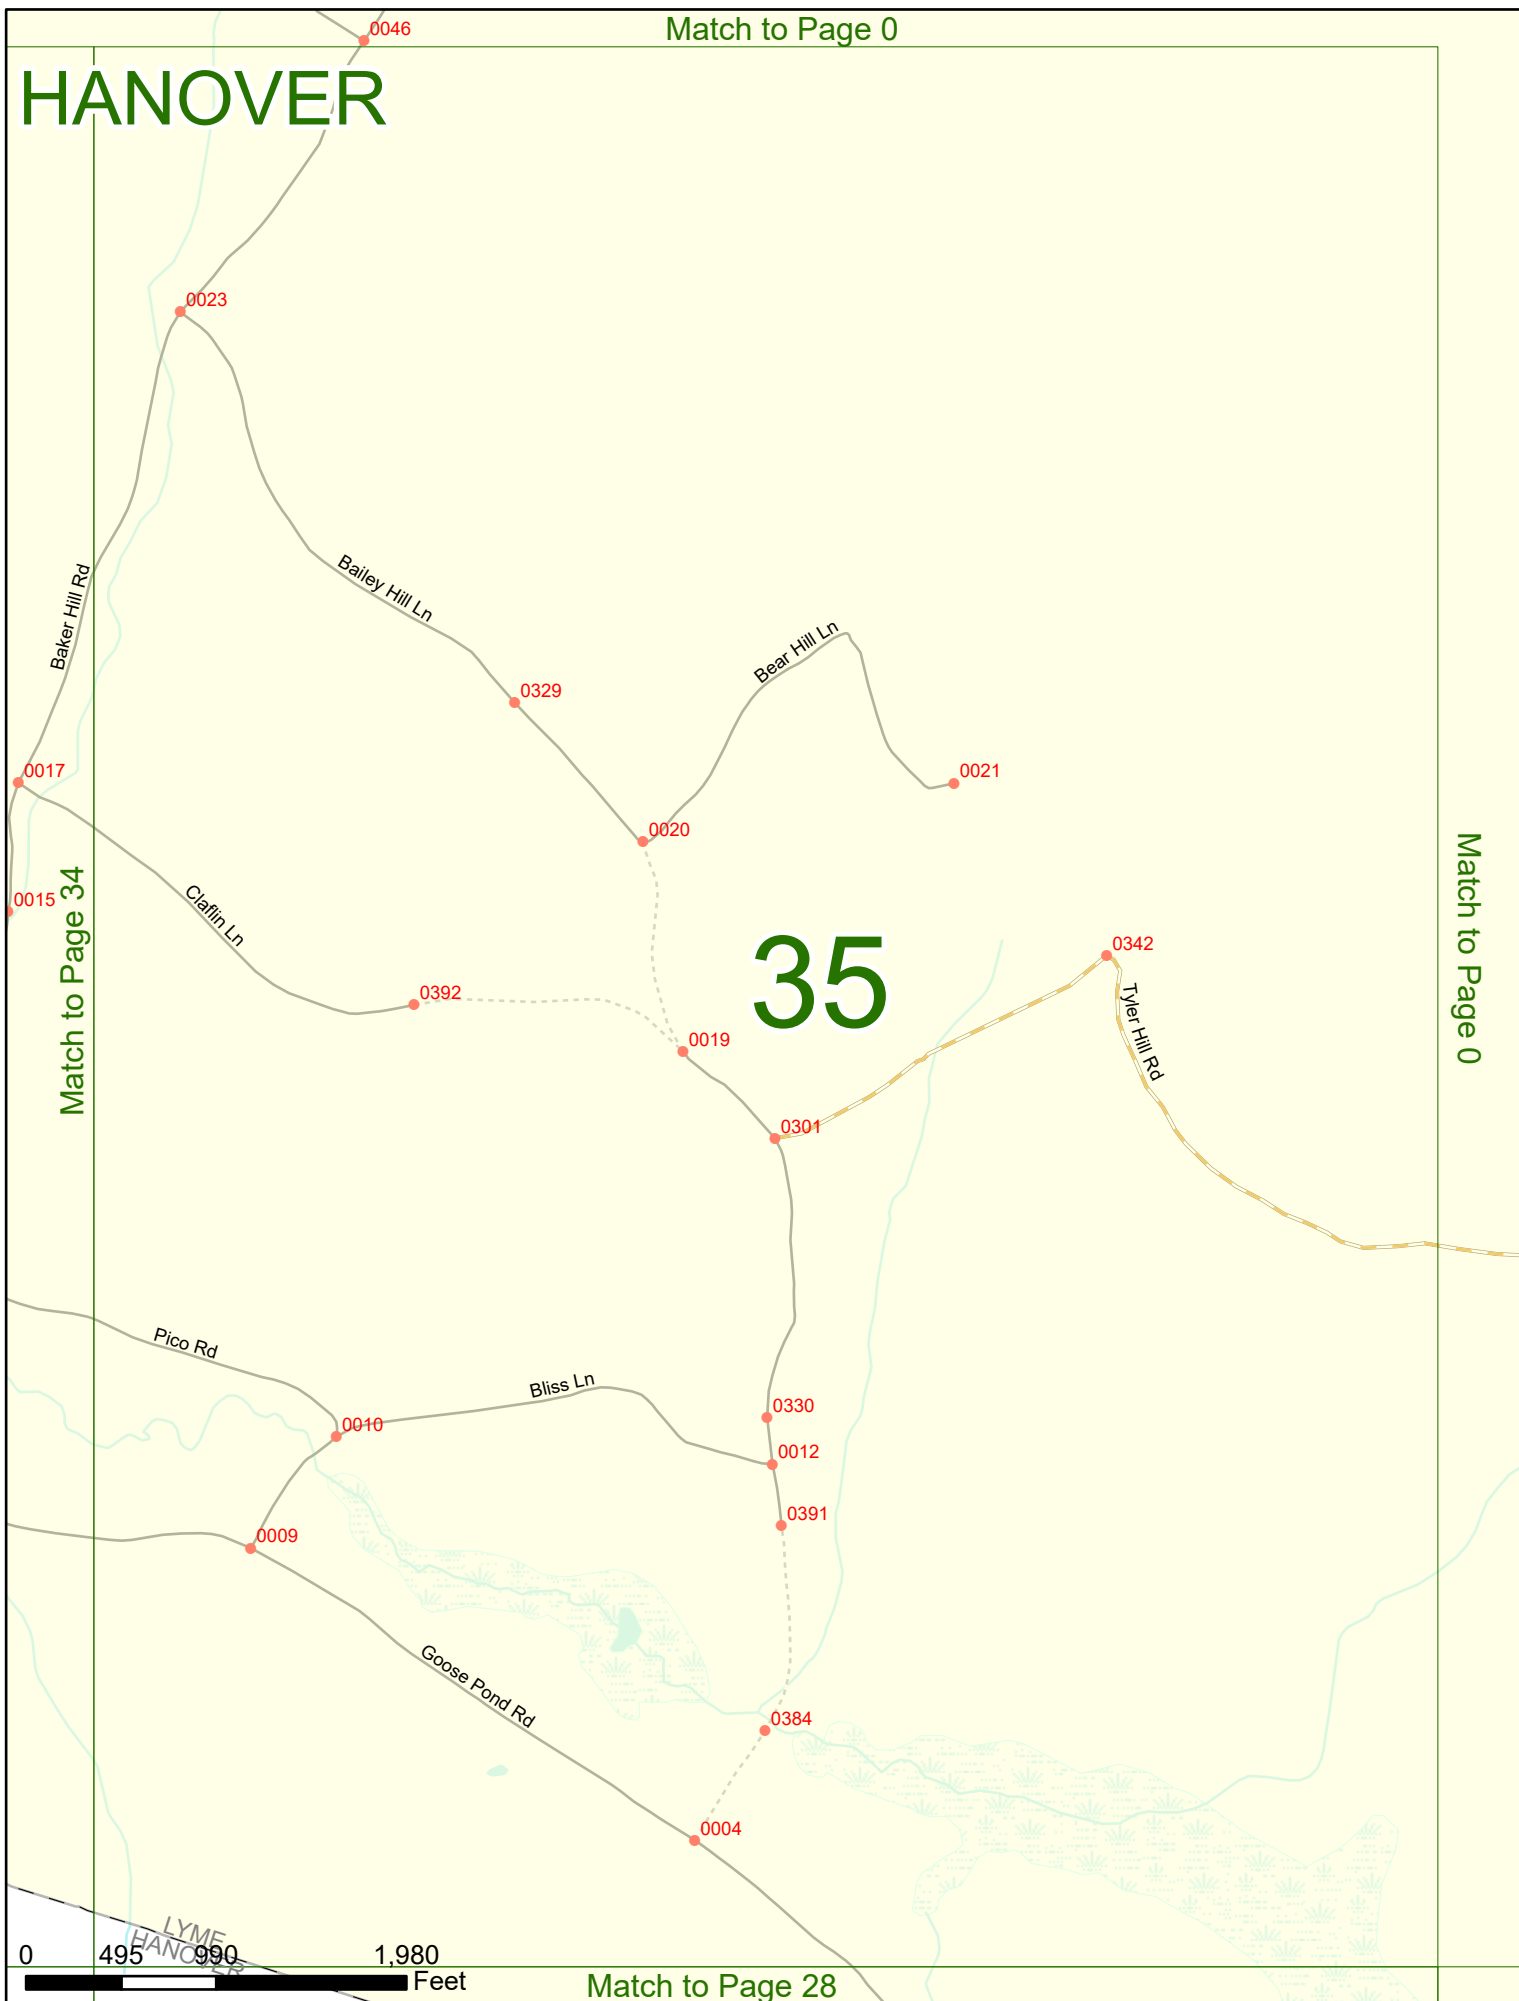 Match to Page 0
0046
HANOVER
0023
Baker Hill Rd
Bailey Hill Ln
Bear Hill Ln
0329
0017
0021
0020
Match to Page 34
0015
Claflin Ln
Match to Page 0
35
0342
0392
Tyler Hill Rd
0019
0301
Pico Rd
Bliss Ln
0330
0010
0012
0391
0009
Goose Pond Rd
0384
0004
LYME
HANOVER
0 495 990 1,980
Feet
Match to Page 28